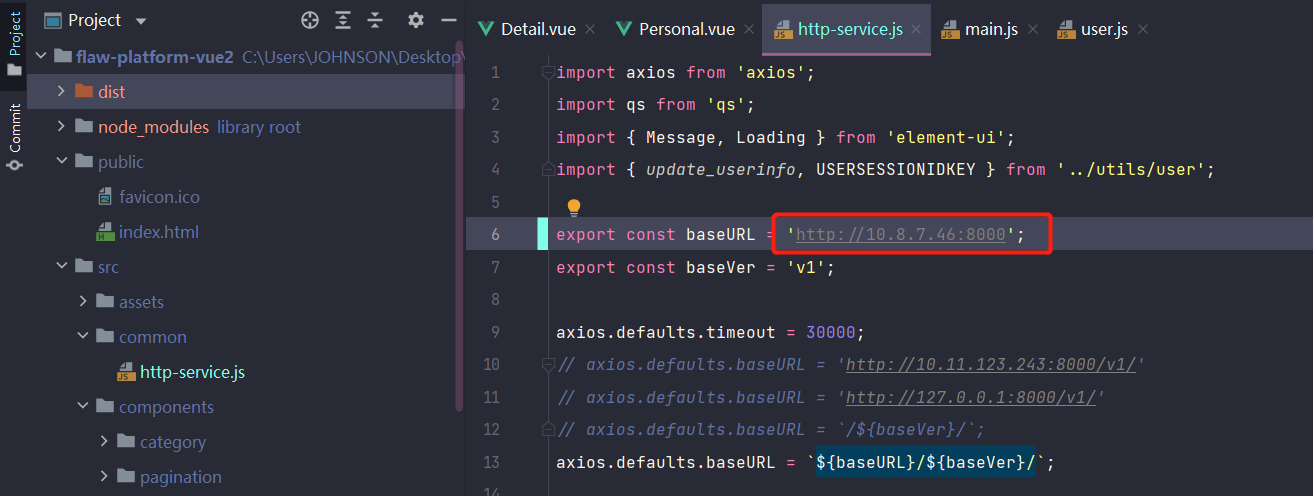 Project
Commit
Project
flaw-platform-vue2 C:\Users\JOHNSON\Desktop\
dist
node_modules library root
public
favicon.ico
index.html
src
assets
common
http-service.js
components
category
pagination
Detail.vue
Personal.vue
http-service.js
main.js
user.js
1 import axios from 'axios';
2 import qs from 'qs';
3 import { Message, Loading } from 'element-ui';
4 import { update_userinfo, USERSESSIONIDKEY } from '../utils/user';
5
6 export const baseURL = 'http://10.8.7.46:8000';
7 export const baseVer = 'v1';
8
9 axios.defaults.timeout = 30000;
10 // axios.defaults.baseURL = 'http://10.11.123.243:8000/v1/'
11 // axios.defaults.baseURL = 'http://127.0.0.1:8000/v1/'
12 // axios.defaults.baseURL = `/${baseVer}/`;
13 axios.defaults.baseURL = `${baseURL}/${baseVer}/`;
14